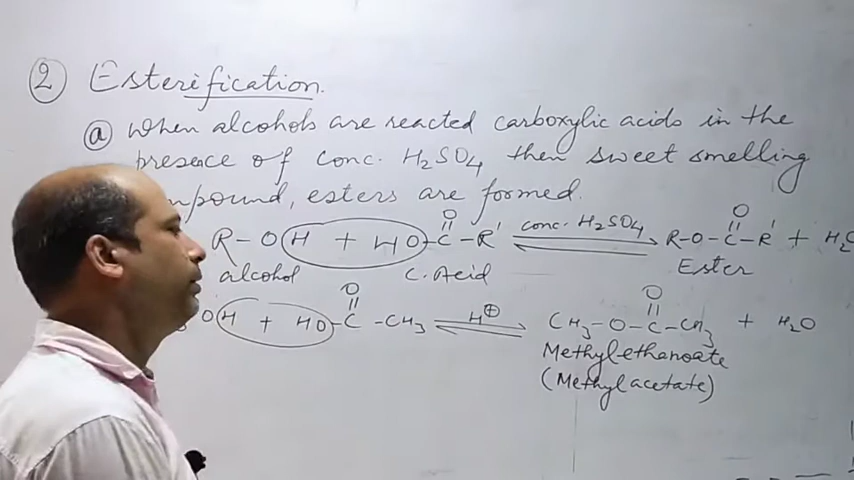 ② Esterification.
ⓐ When alcohols are reacted carboxylic acids in the
presence of conc. H₂SO₄ then sweet smelling
compound, esters are formed.
R-OH + HO-C(=O)-R' ⇌ (conc. H₂SO₄) R-O-C(=O)-R' + H₂O
alcohol C. Acid Ester
OH + HO-C(=O)-CH₃ ⇌ (H⊕) CH₃-O-C(=O)-CH₃ + H₂O
Methylethanoate
(Methylacetate)